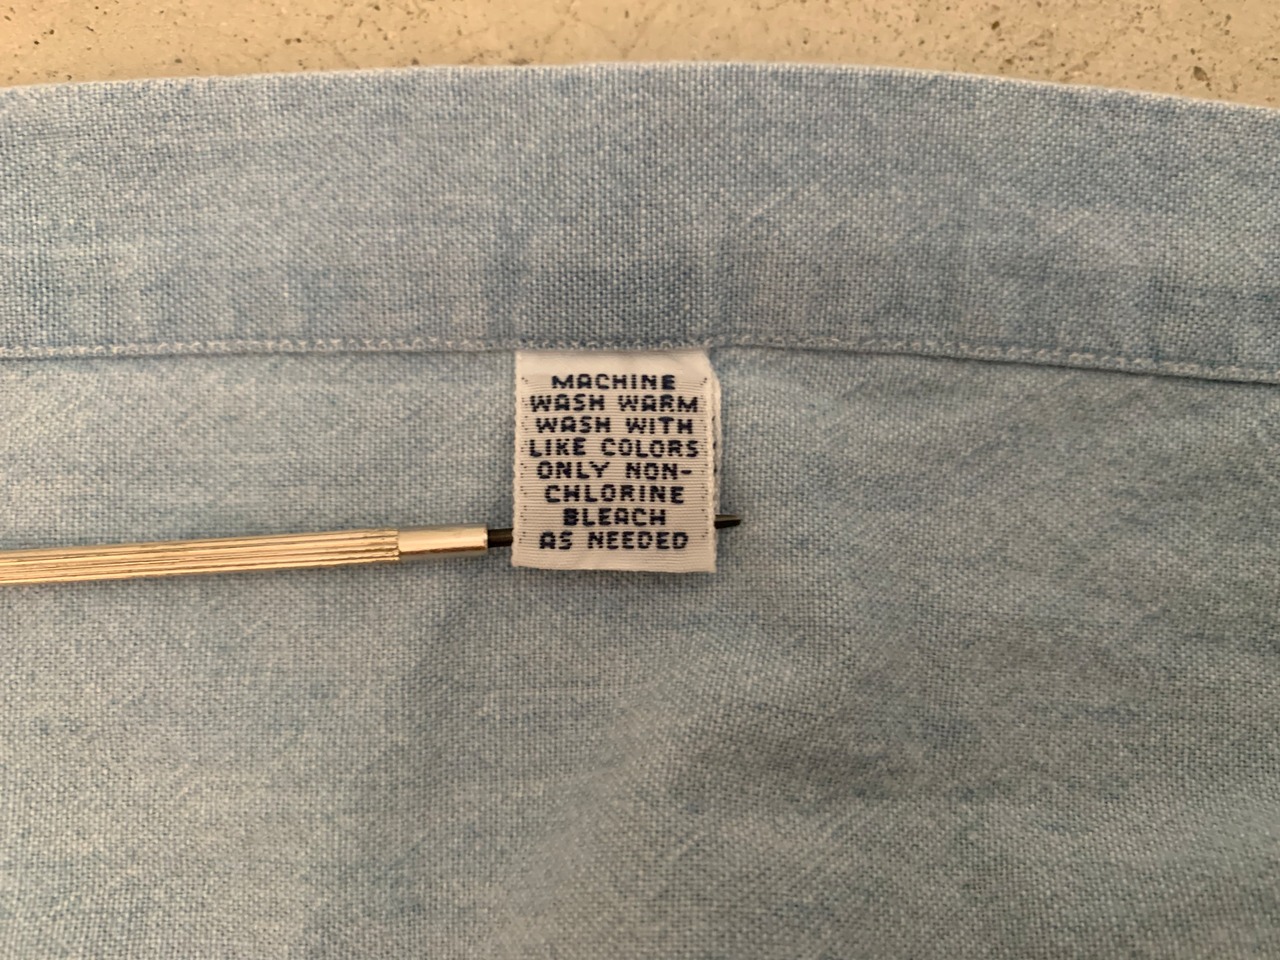 MACHINE
WASH WARM
WASH WITH
LIKE COLORS
ONLY NON-
CHLORINE
BLEACH
AS NEEDED